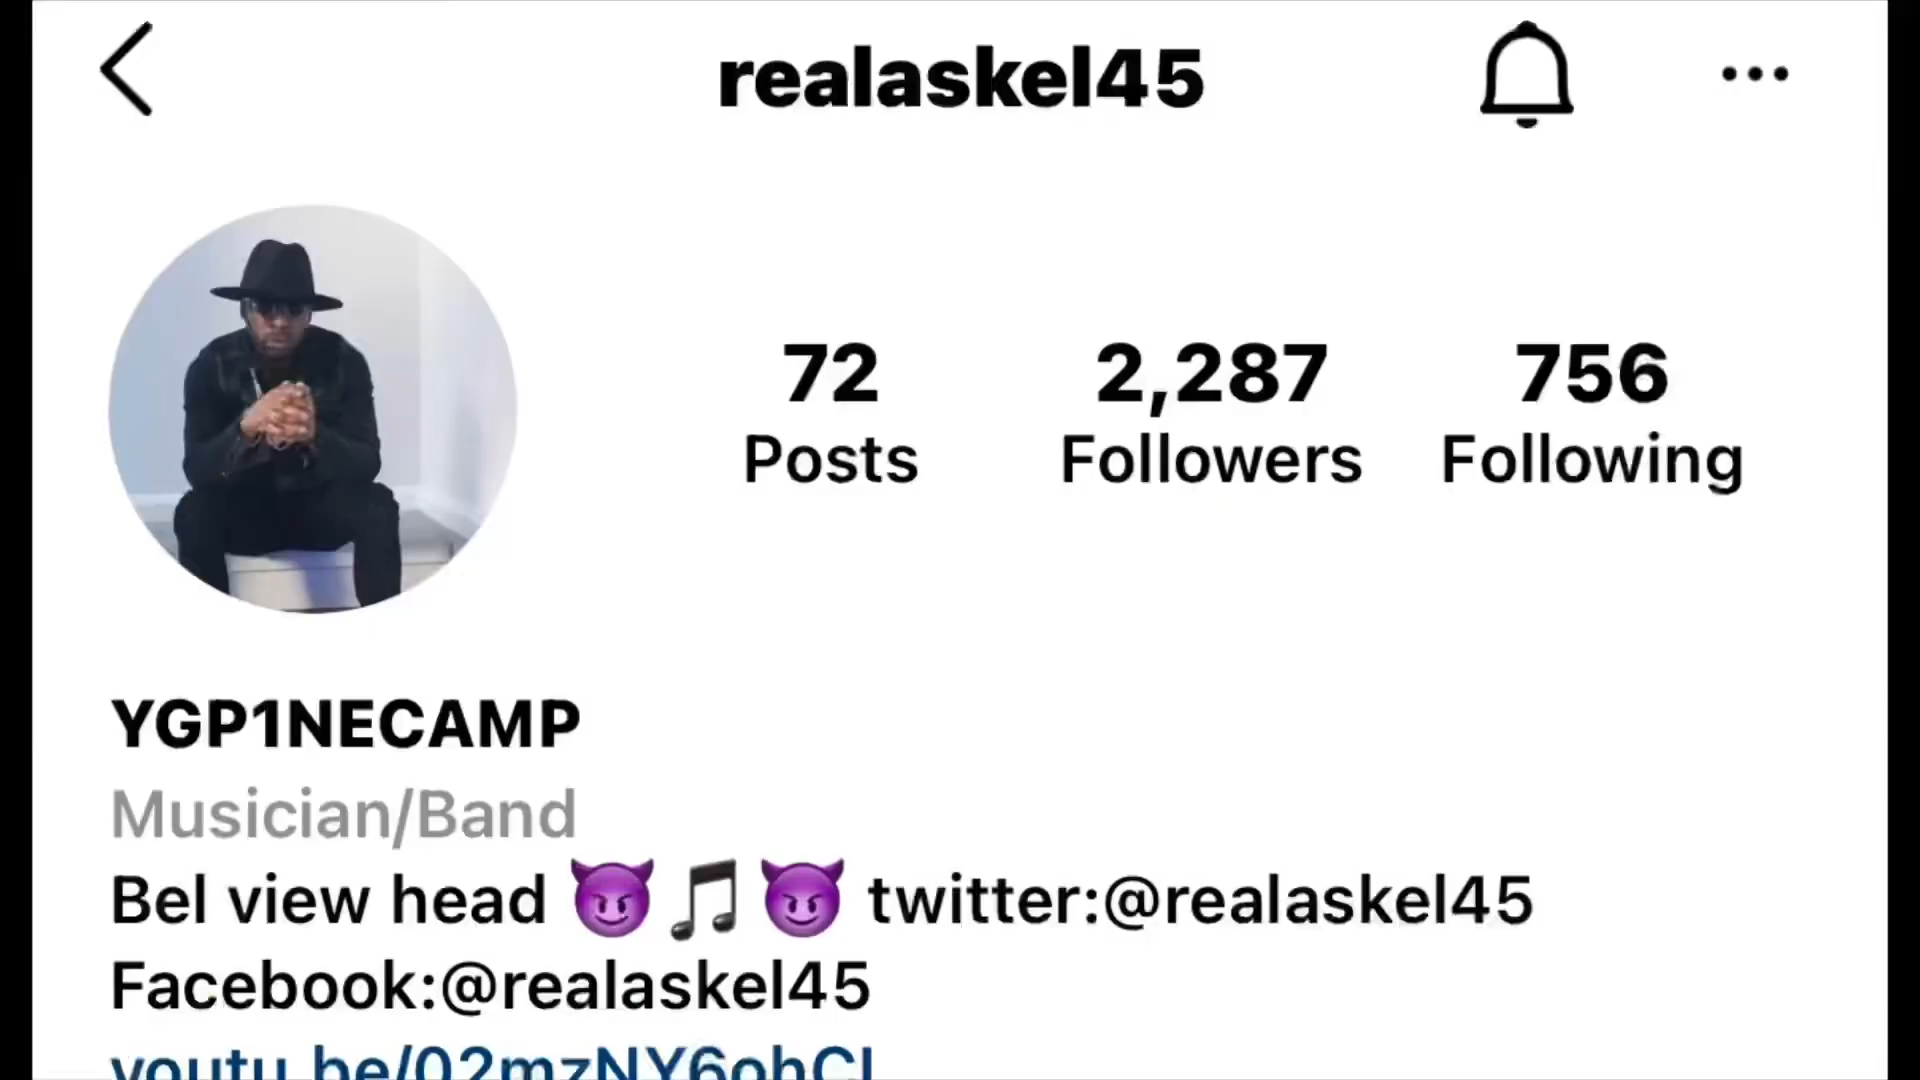 realaskel45
72 2,287 756
Posts Followers Following
YGP1NECAMP
Musician/Band
Bel view head 😈🎵😈 twitter:@realaskel45
Facebook:@realaskel45